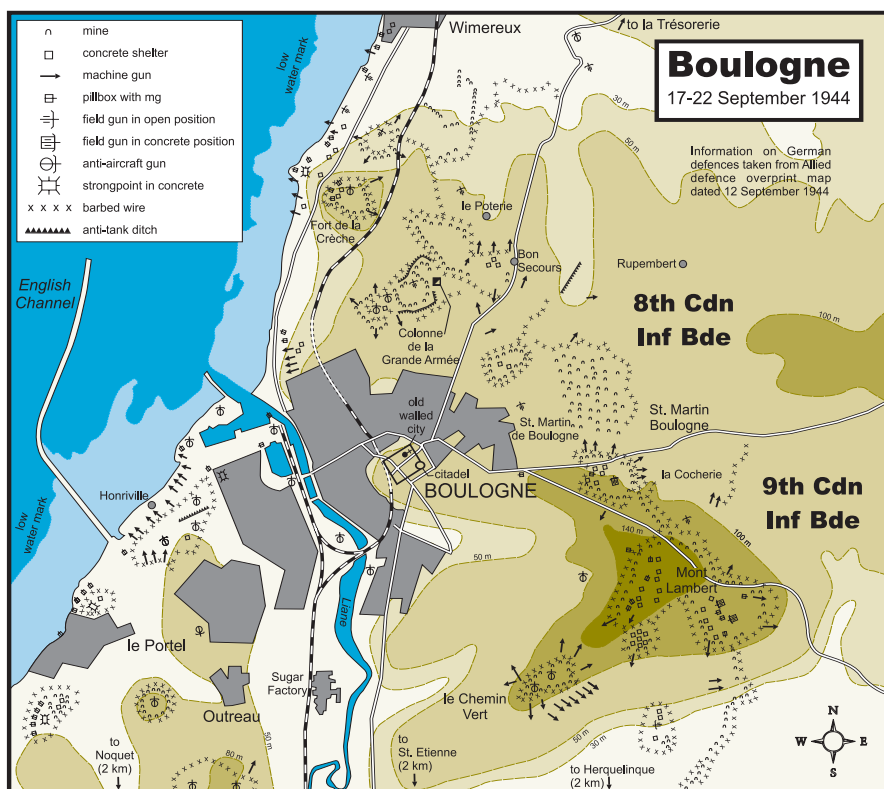 mine
concrete shelter
machine gun
pillbox with mg
field gun in open position
field gun in concrete position
anti-aircraft gun
strongpoint in concrete
barbed wire
anti-tank ditch
Boulogne
17-22 September 1944
Information on German
defences taken from Allied
defence overprint map
dated 12 September 1944
to la Trésorerie
Wimereux
low
water mark
30 m
50 m
English
Channel
Fort de la
Crèche
le Poterie
Bon
Secours
Rupembert
8th Cdn
Inf Bde
100 m
Colonne
de la
Grande Armée
old
walled
city
St. Martin
de Boulogne
St. Martin
Boulogne
citadel
BOULOGNE
la Cocherie
9th Cdn
Inf Bde
Honriville
low
water mark
140 m
100 m
50 m
50 m
Mont
Lambert
Liane
le Portel
Sugar
Factory
Outreau
le Chemin
Vert
to
Noquet
(2 km)
80 m
50 m
to
St. Etienne
(2 km)
50 m
30 m
to Herquelinque
(2 km)
N
W
E
S